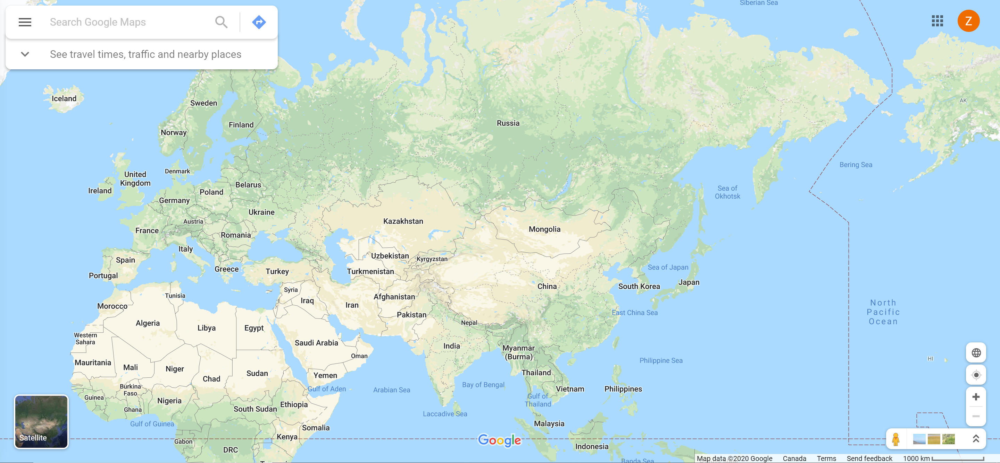 Siberian Sea
Search Google Maps
Z
See travel times, traffic and nearby places
Iceland
Sweden
AK
Finland
Russia
Norway
Bering Sea
Denmark
United
Kingdom
Belarus
Ireland
Poland
Sea of
Okhotsk
Germany
Ukraine
Austria
Kazakhstan
France
Mongolia
Romania
Italy
Uzbekistan
Kyrgyzstan
Spain
Sea of Japan
Greece
Turkey
Turkmenistan
Portugal
Japan
China
South Korea
Syria
Tunisia
Afghanistan
Iraq
Iran
Morocco
North
Pacific
Ocean
East China Sea
Pakistan
Algeria
Nepal
Libya
Egypt
Western
Sahara
Saudi Arabia
India
Myanmar
(Burma)
Oman
HI
Philippine Sea
Mauritania
Mali
Niger
Thailand
Sudan
Yemen
Chad
Bay of Bengal
Burkina
Faso
Gulf of Aden
Arabian Sea
Vietnam
Philippines
Guinea
Gulf of
Thailand
Nigeria
Ethiopia
Ghana
South Sudan
Laccadive Sea
Gulf of Guinea
Malaysia
Somalia
Satellite
Kenya
Google
Gabon
Indonesia
DRC
Banda Sea
Map data ©2020 Google Canada Terms Send feedback 1000 km